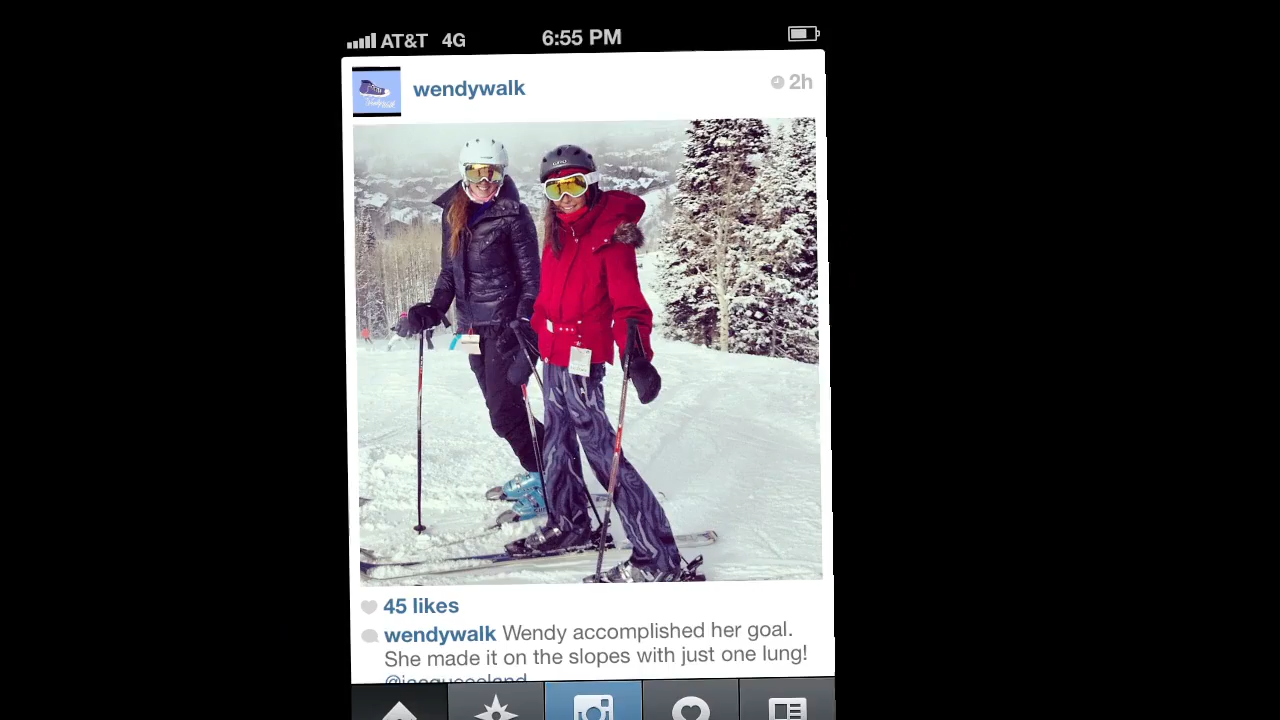 AT&T 4G 6:55 PM
wendywalk 2h
45 likes
wendywalk Wendy accomplished her goal.
She made it on the slopes with just one lung!